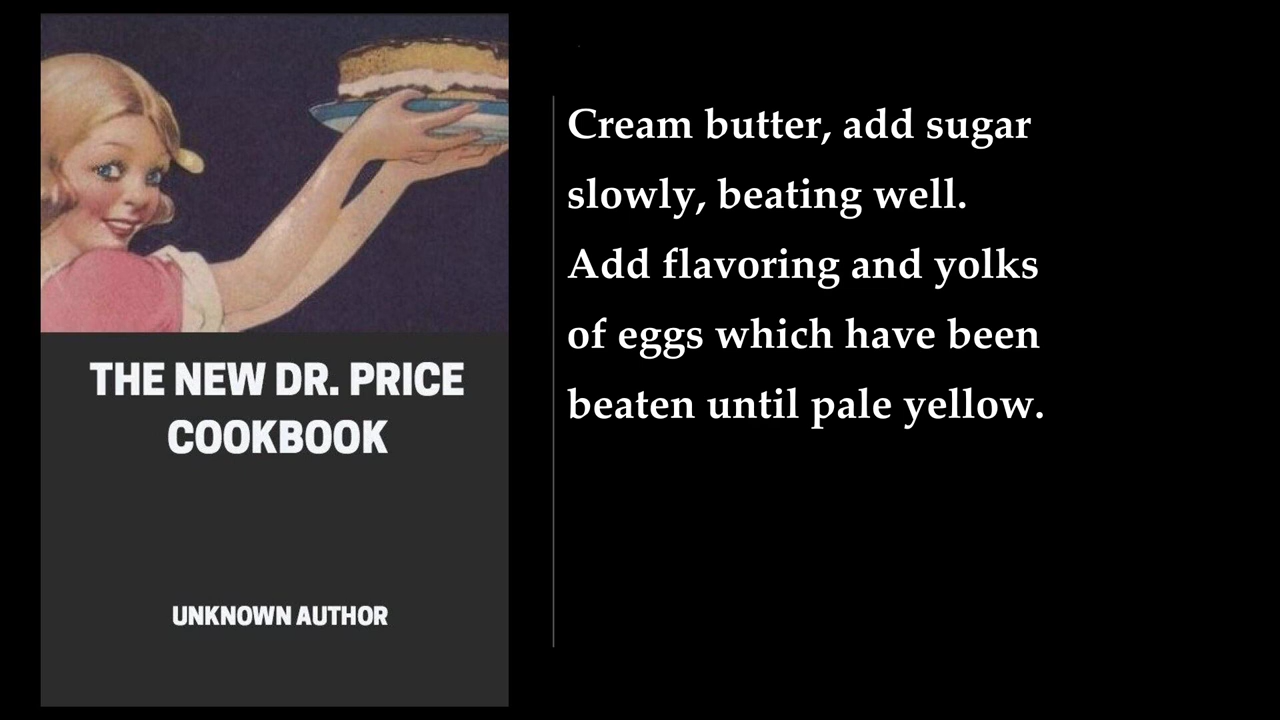 THE NEW DR. PRICE
COOKBOOK
UNKNOWN AUTHOR
Cream butter, add sugar
slowly, beating well.
Add flavoring and yolks
of eggs which have been
beaten until pale yellow.